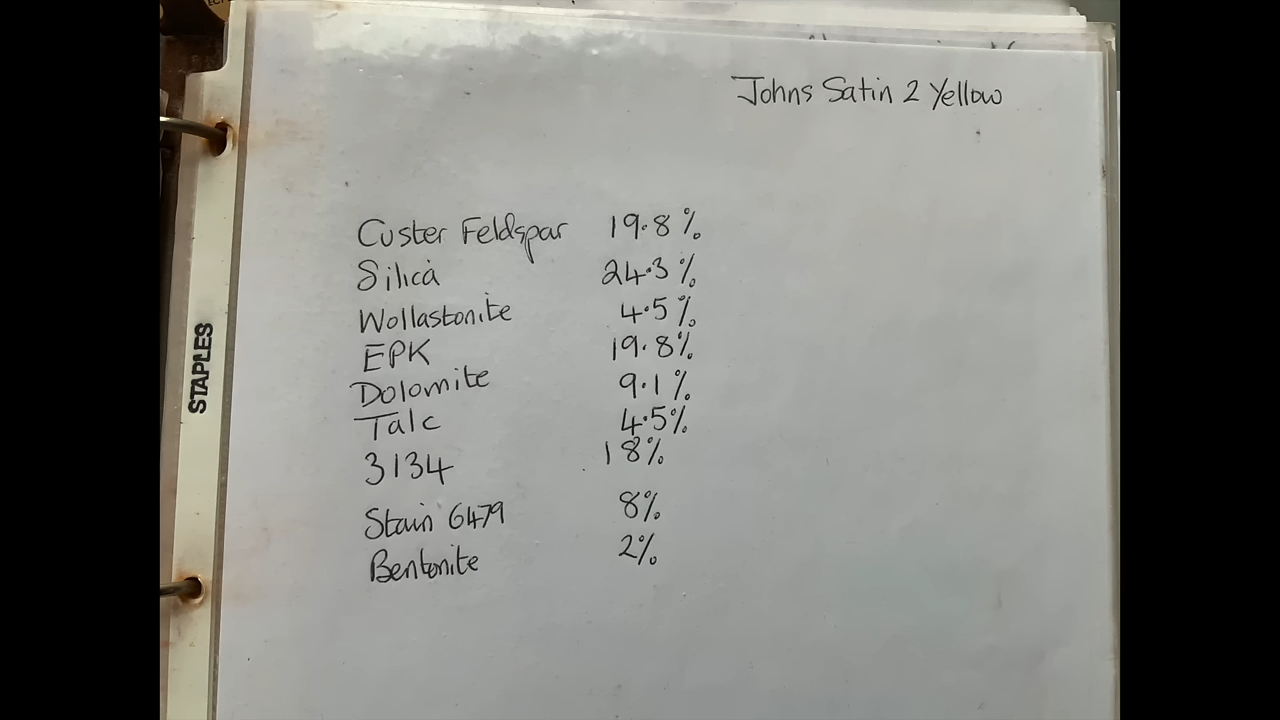 Johns Satin 2 Yellow
Custer Feldspar 19.8%
Silica 24.3%
Wollastonite 4.5%
EPK 19.8%
Dolomite 9.1%
Talc 4.5%
3134 18%
Stain 6479 8%
Bentonite 2%
STAPLES